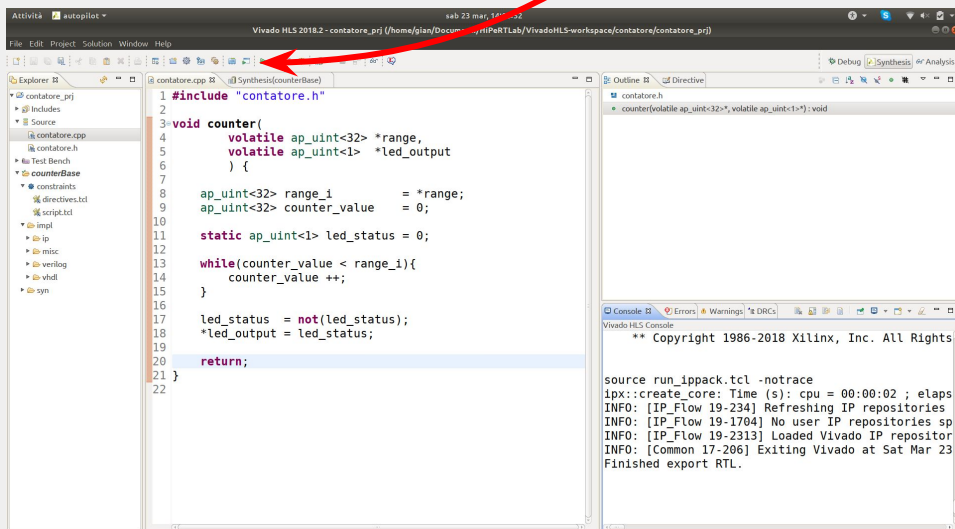 Attività autopilot
sab 23 mar, 14:
Vivado HLS 2018.2 - contatore_prj (/home/gian/Documen HiPeRTLab/VivadoHLS-workspace/contatore/contatore_prj)
File Edit Project Solution Window Help
Debug Synthesis Analysis
Explorer
contatore_prj
Includes
Source
contatore.cpp
contatore.h
Test Bench
counterBase
constraints
directives.tcl
script.tcl
impl
ip
misc
verilog
vhdl
syn
contatore.cpp Synthesis(counterBase)
1 #include "contatore.h"
2
3 void counter(
4 volatile ap_uint<32> *range,
5 volatile ap_uint<1> *led_output
6 ) {
7
8 ap_uint<32> range_i = *range;
9 ap_uint<32> counter_value = 0;
10
11 static ap_uint<1> led_status = 0;
12
13 while(counter_value < range_i){
14 counter_value ++;
15 }
16
17 led_status = not(led_status);
18 *led_output = led_status;
19
20 return;
21 }
22
Outline Directive
contatore.h
counter(volatile ap_uint<32>*, volatile ap_uint<1>*) : void
Console Errors Warnings DRCs
Vivado HLS Console
** Copyright 1986-2018 Xilinx, Inc. All Rights
source run_ippack.tcl -notrace
ipx::create_core: Time (s): cpu = 00:00:02 ; elaps
INFO: [IP_Flow 19-234] Refreshing IP repositories
INFO: [IP_Flow 19-1704] No user IP repositories sp
INFO: [IP_Flow 19-2313] Loaded Vivado IP repositor
INFO: [Common 17-206] Exiting Vivado at Sat Mar 23
Finished export RTL.